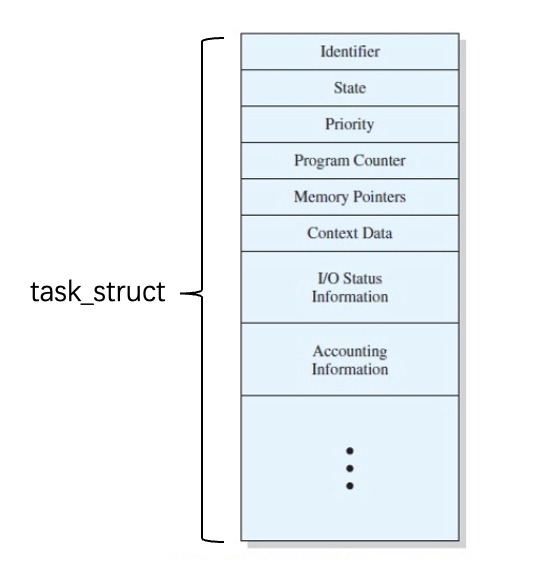 Identifier
State
Priority
Program Counter
Memory Pointers
Context Data
task_struct
I/O Status
Information
Accounting
Information